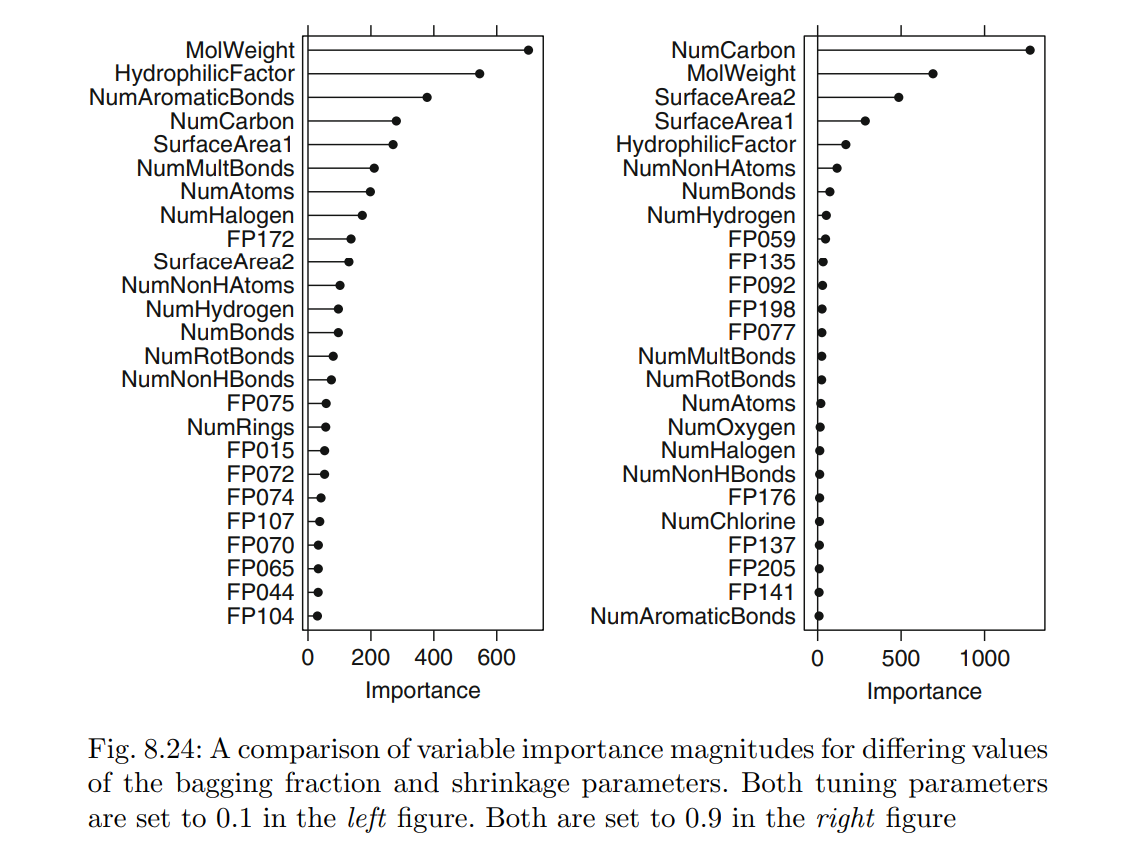 MolWeight
HydrophilicFactor
NumAromaticBonds
NumCarbon
SurfaceArea1
NumMultBonds
NumAtoms
NumHalogen
FP172
SurfaceArea2
NumNonHAtoms
NumHydrogen
NumBonds
NumRotBonds
NumNonHBonds
FP075
NumRings
FP015
FP072
FP074
FP107
FP070
FP065
FP044
FP104
0 200 400 600
Importance
NumCarbon
MolWeight
SurfaceArea2
SurfaceArea1
HydrophilicFactor
NumNonHAtoms
NumBonds
NumHydrogen
FP059
FP135
FP092
FP198
FP077
NumMultBonds
NumRotBonds
NumAtoms
NumOxygen
NumHalogen
NumNonHBonds
FP176
NumChlorine
FP137
FP205
FP141
NumAromaticBonds
0 500 1000
Importance
Fig. 8.24: A comparison of variable importance magnitudes for differing values
of the bagging fraction and shrinkage parameters. Both tuning parameters
are set to 0.1 in the left figure. Both are set to 0.9 in the right figure